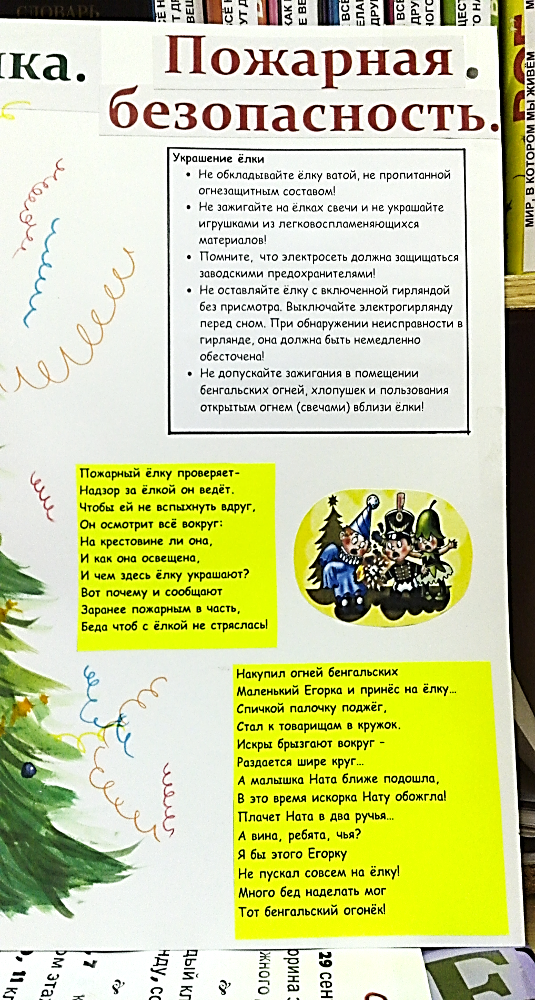 СЛОВАРЬ
МИР, В КОТОРОМ МЫ ЖИВЁМ
Пожарная.
безопасность.
Украшение ёлки
• Не обкладывайте ёлку ватой, не пропитанной
огнезащитным составом!
• Не зажигайте на ёлках свечи и не украшайте
игрушками из легковоспламеняющихся
материалов!
• Помните, что электросеть должна защищаться
заводскими предохранителями!
• Не оставляйте ёлку с включенной гирляндой
без присмотра. Выключайте электрогирлянду
перед сном. При обнаружении неисправности в
гирлянде, она должна быть немедленно
обесточена!
• Не допускайте зажигания в помещении
бенгальских огней, хлопушек и пользования
открытым огнем (свечами) вблизи ёлки!
Пожарный ёлку проверяет-
Надзор за ёлкой он ведёт.
Чтобы ей не вспыхнуть вдруг,
Он осмотрит всё вокруг:
На крестовине ли она,
И как она освещена,
И чем здесь ёлку украшают?
Вот почему и сообщают
Заранее пожарным в часть,
Беда чтоб с ёлкой не стряслась!
Накупил огней бенгальских
Маленький Егорка и принёс на ёлку...
Спичкой палочку поджёг,
Стал к товарищам в кружок.
Искры брызгают вокруг -
Раздается шире круг...
А малышка Ната ближе подошла,
В это время искорка Нату обожгла!
Плачет Ната в два ручья...
А вина, ребята, чья?
Я бы этого Егорку
Не пускал совсем на ёлку!
Много бед наделать мог
Тот бенгальский огонёк!